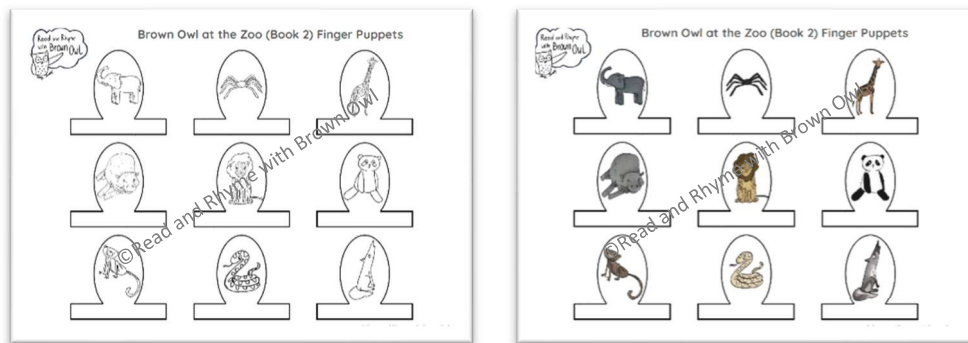 Read and Rhyme
with
Brown Owl
Brown Owl at the Zoo (Book 2) Finger Puppets
©Read and Rhyme with Brown Owl
Read and Rhyme
with
Brown Owl
Brown Owl at the Zoo (Book 2) Finger Puppets
©Read and Rhyme with Brown Owl